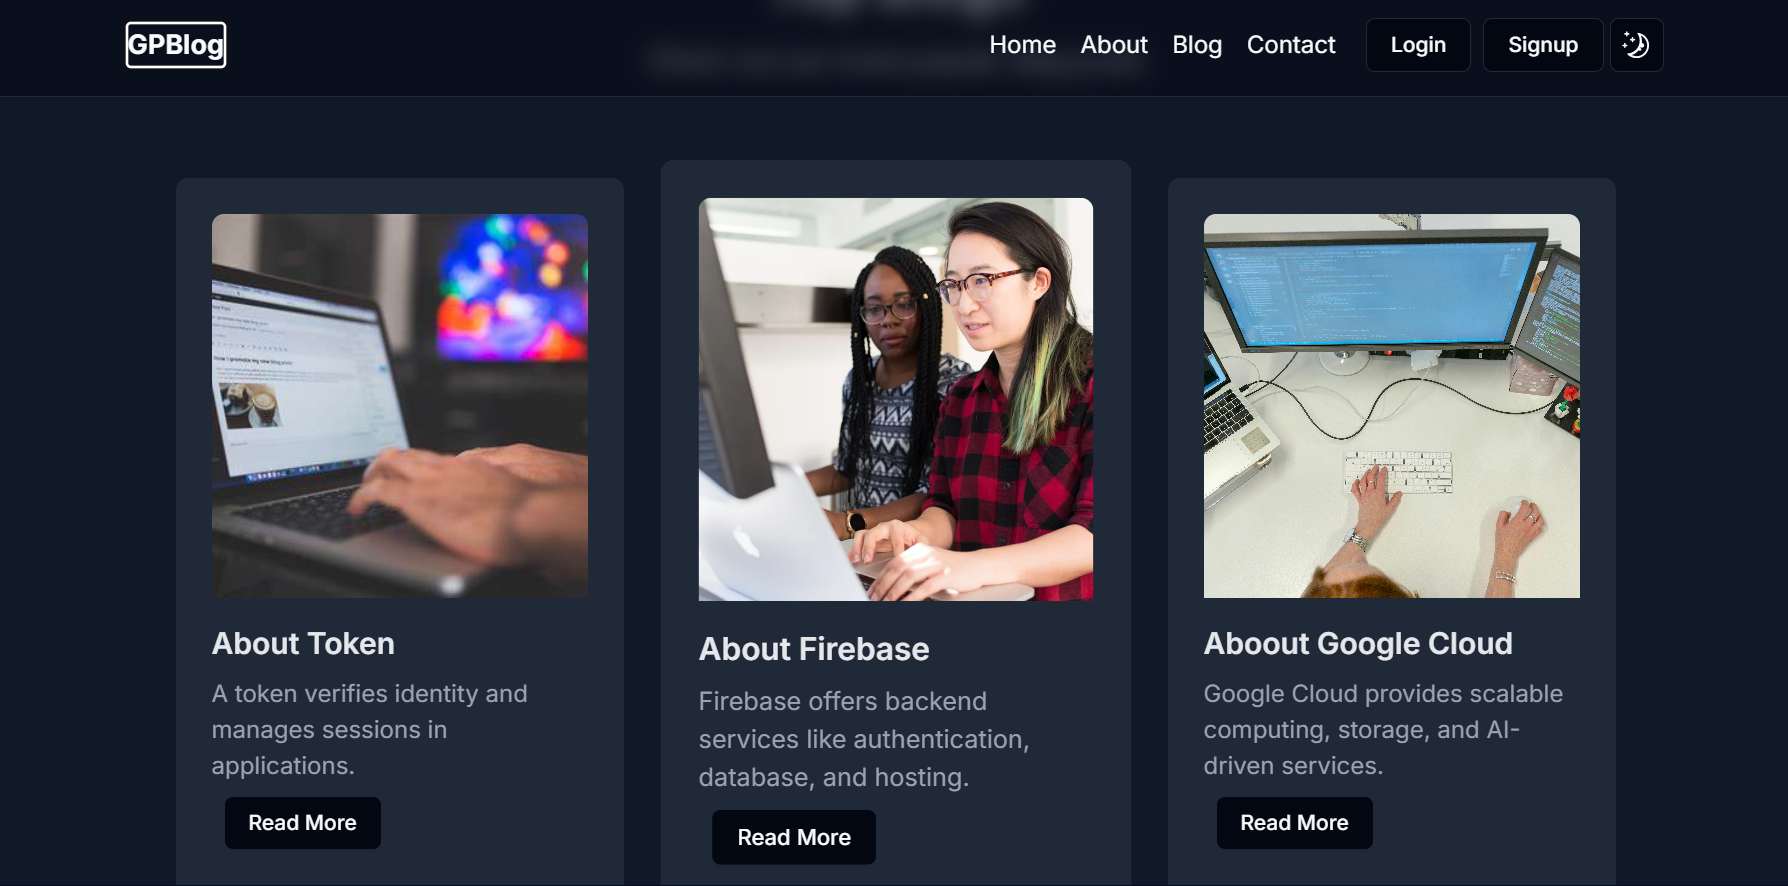 GPBlog
Home
About
Blog
Contact
Login
Signup
About Token
A token verifies identity and
manages sessions in
applications.
Read More
About Firebase
Firebase offers backend
services like authentication,
database, and hosting.
Read More
Aboout Google Cloud
Google Cloud provides scalable
computing, storage, and AI-
driven services.
Read More